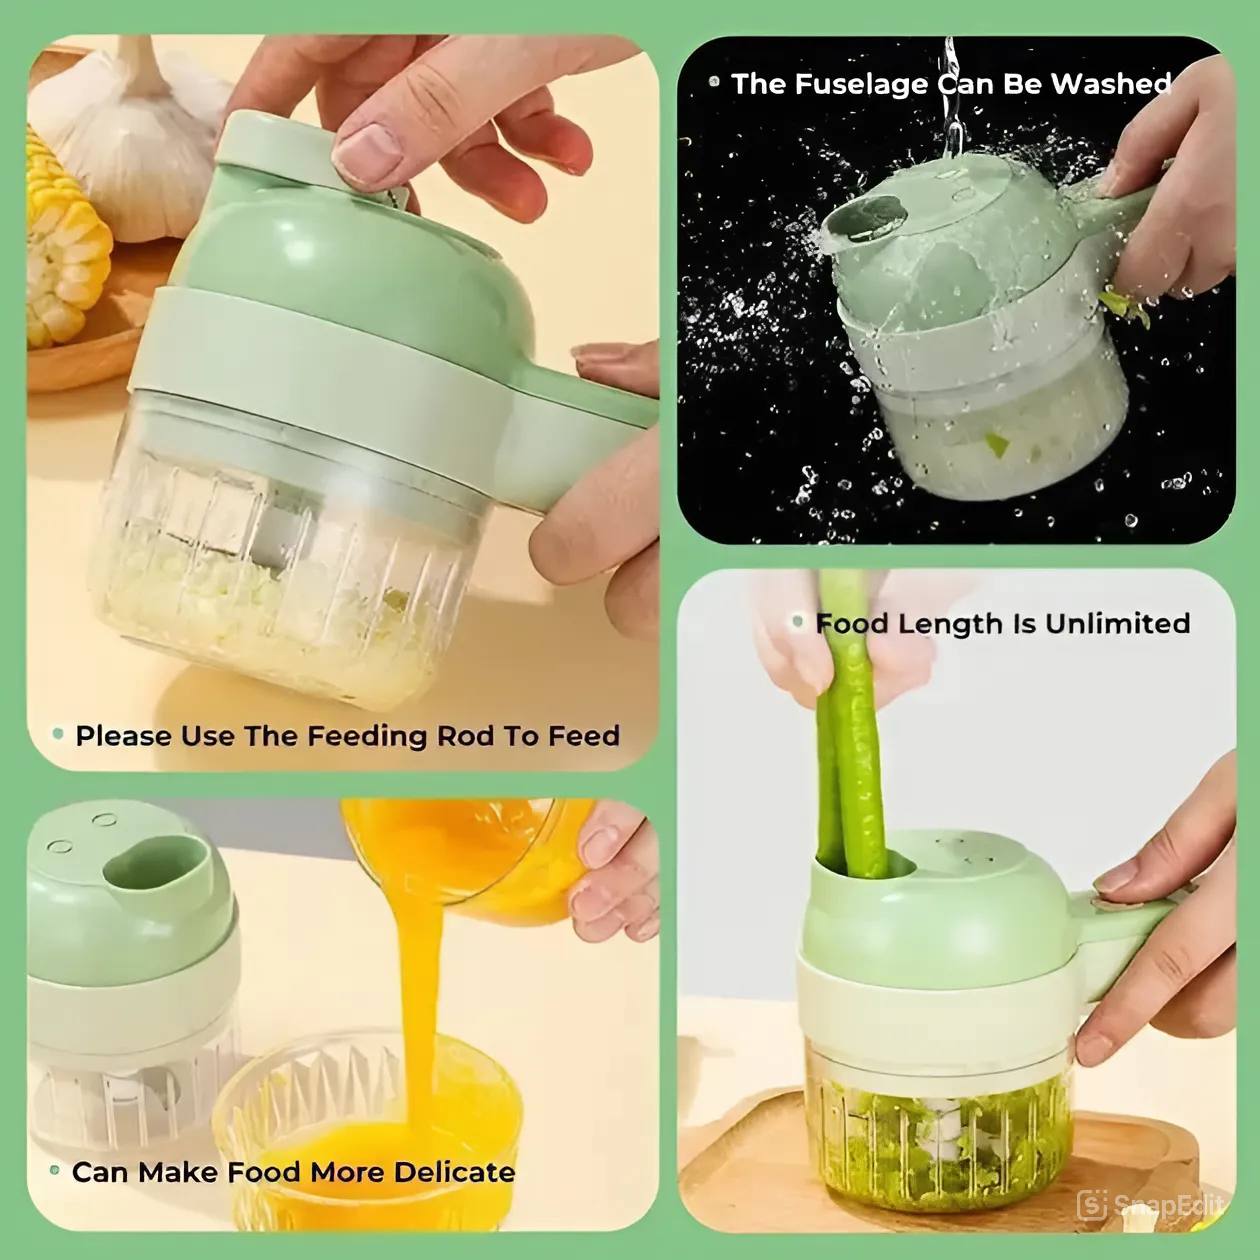 The Fuselage Can Be Washed
Please Use The Feeding Rod To Feed
Food Length Is Unlimited
Can Make Food More Delicate
SnapEdit